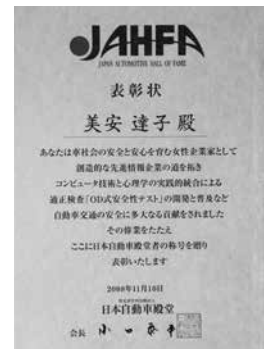 JAHFA
JAPAN AUTOMOTIVE HALL OF FAME
表彰状
美安 達子 殿
あなたは車社会の安全と安心を育む女性企業家として
創造的な先進情報企業の道を拓き
コンピュータ技術と心理学の実践的統合による
適正検査「OD式安全性テスト」の開発と普及など
自動車交通の安全に多大なる貢献をされました
その偉業をたたえ
ここに日本自動車殿堂者の称号を贈り
表彰いたします
2008年11月10日
日本自動車殿堂
会長 小口泰平